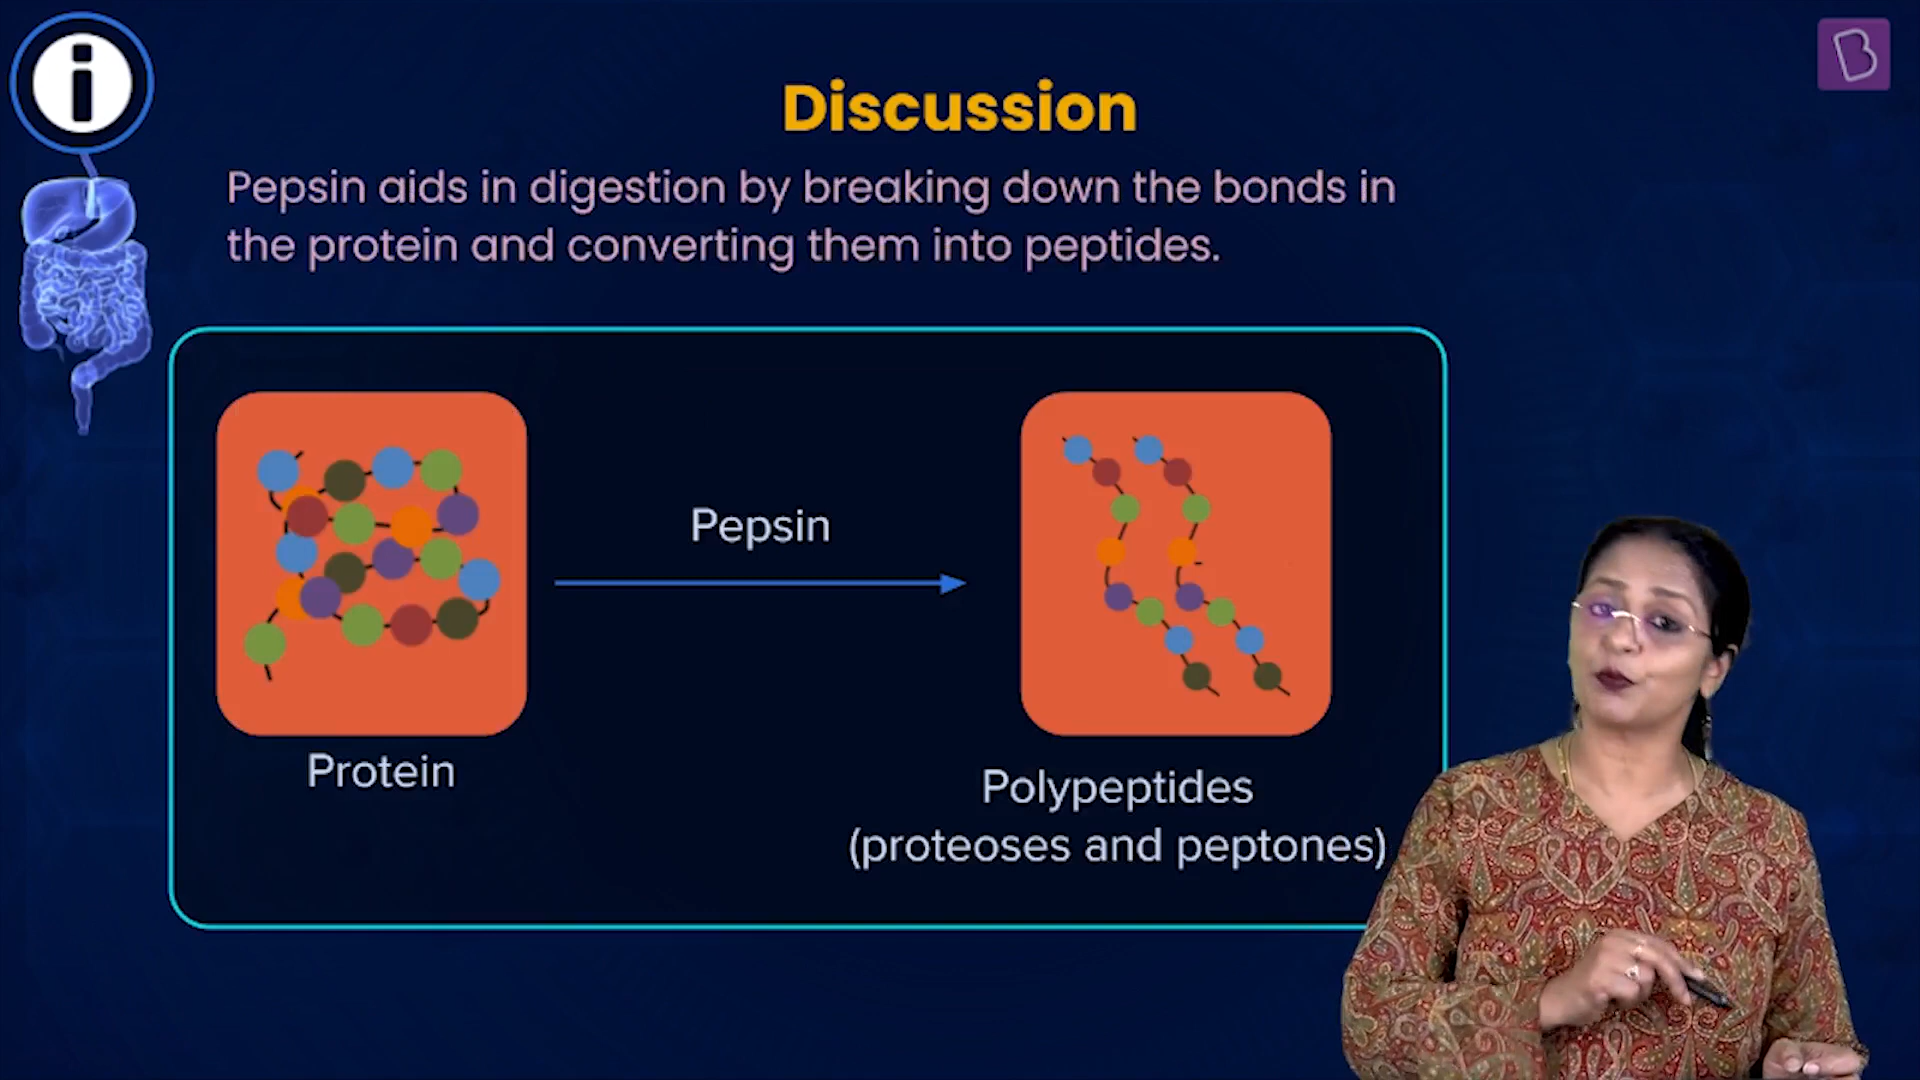 Discussion
Pepsin aids in digestion by breaking down the bonds in
the protein and converting them into peptides.
Pepsin
Protein
Polypeptides
(proteoses and peptones)